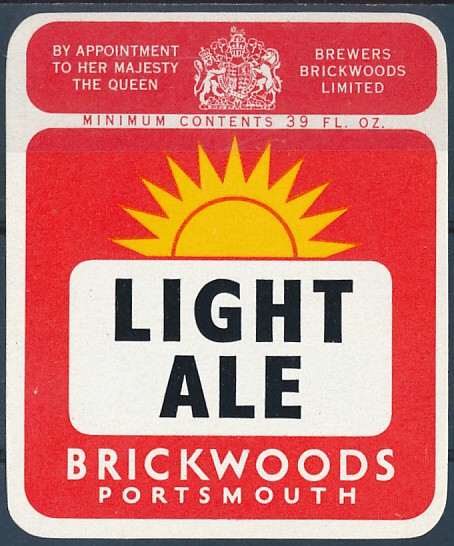 BY APPOINTMENT
TO HER MAJESTY
THE QUEEN
BREWERS
BRICKWOODS
LIMITED
MINIMUM CONTENTS 39 FL. OZ.
LIGHT
ALE
BRICKWOODS
PORTSMOUTH